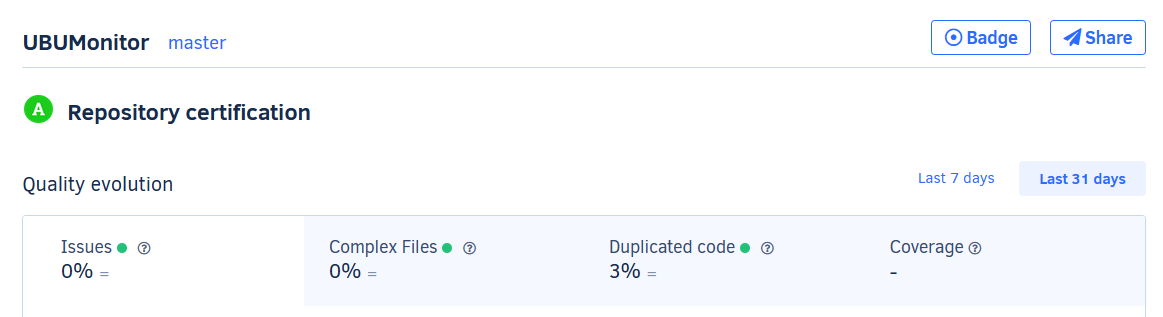 UBUMonitor master Badge Share
A Repository certification
Quality evolution Last 7 days Last 31 days
Issues ? Complex Files ? Duplicated code ? Coverage ?
0% = 0% = 3% = -